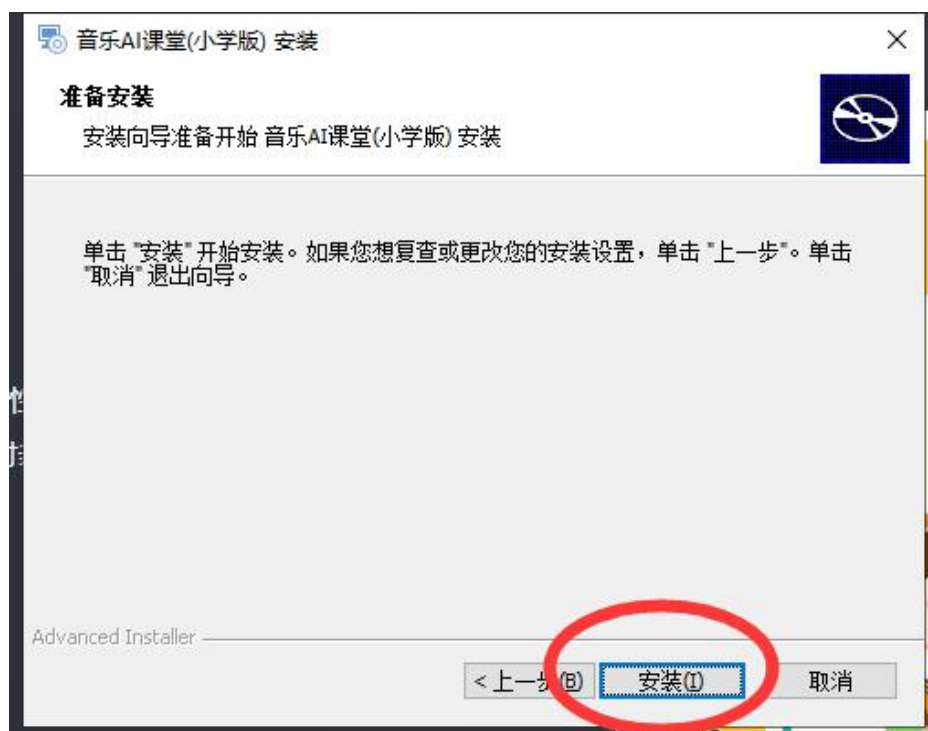 音乐AI课堂(小学版) 安装
准备安装
安装向导准备开始 音乐AI课堂(小学版) 安装
单击 "安装" 开始安装。如果您想复查或更改您的安装设置，单击 "上一步"。单击
"取消" 退出向导。
Advanced Installer
< 上一步(B) 安装(I) 取消